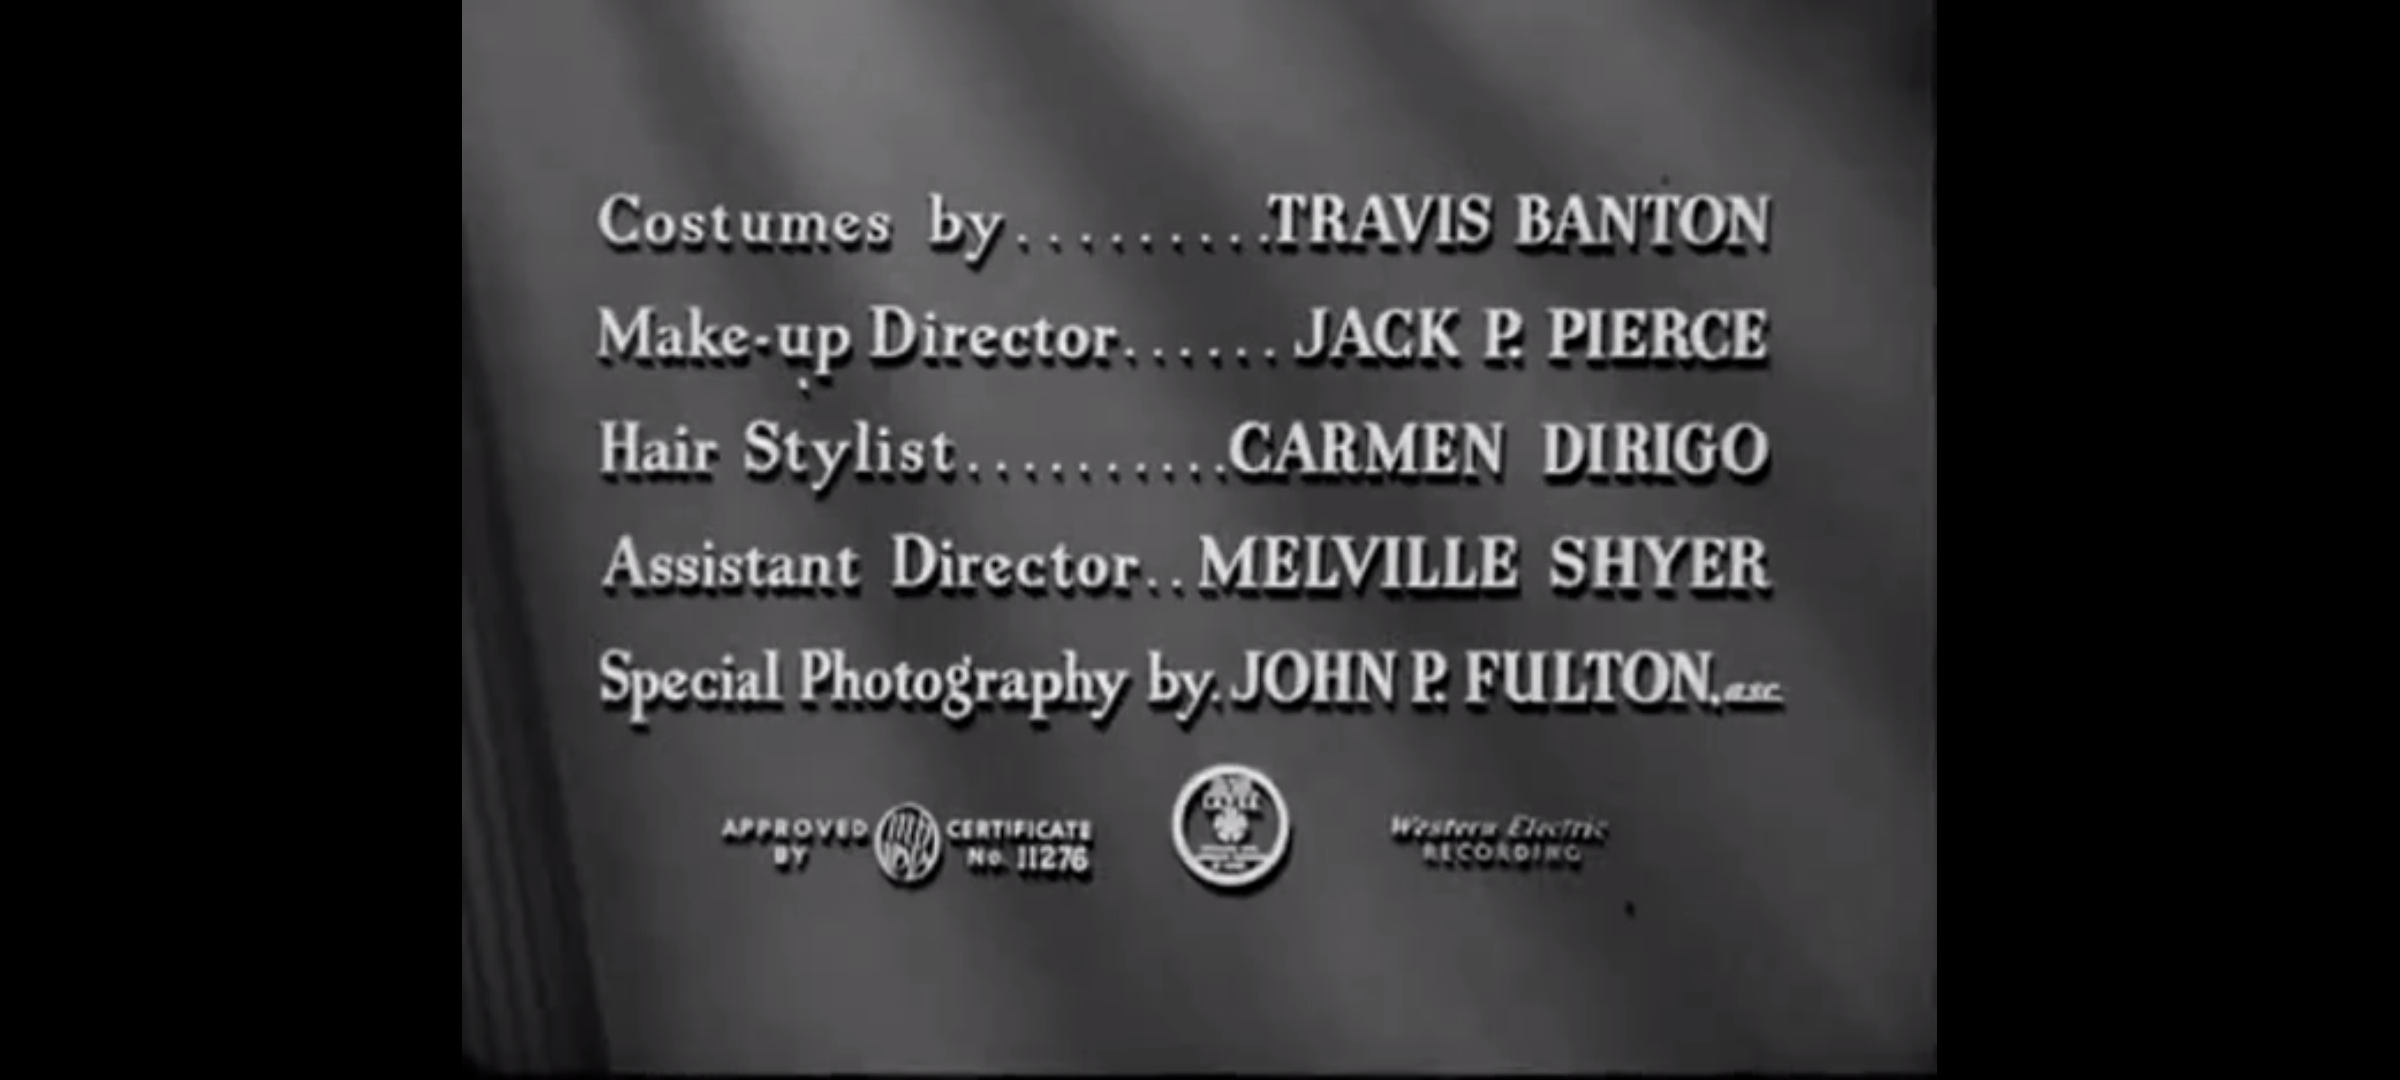 Costumes by.........TRAVIS BANTON
Make-up Director......JACK P. PIERCE
Hair Stylist..........CARMEN DIRIGO
Assistant Director..MELVILLE SHYER
Special Photography by.JOHN P. FULTON, a.s.c.
APPROVED BY CERTIFICATE No. 11276
Western Electric
RECORDING